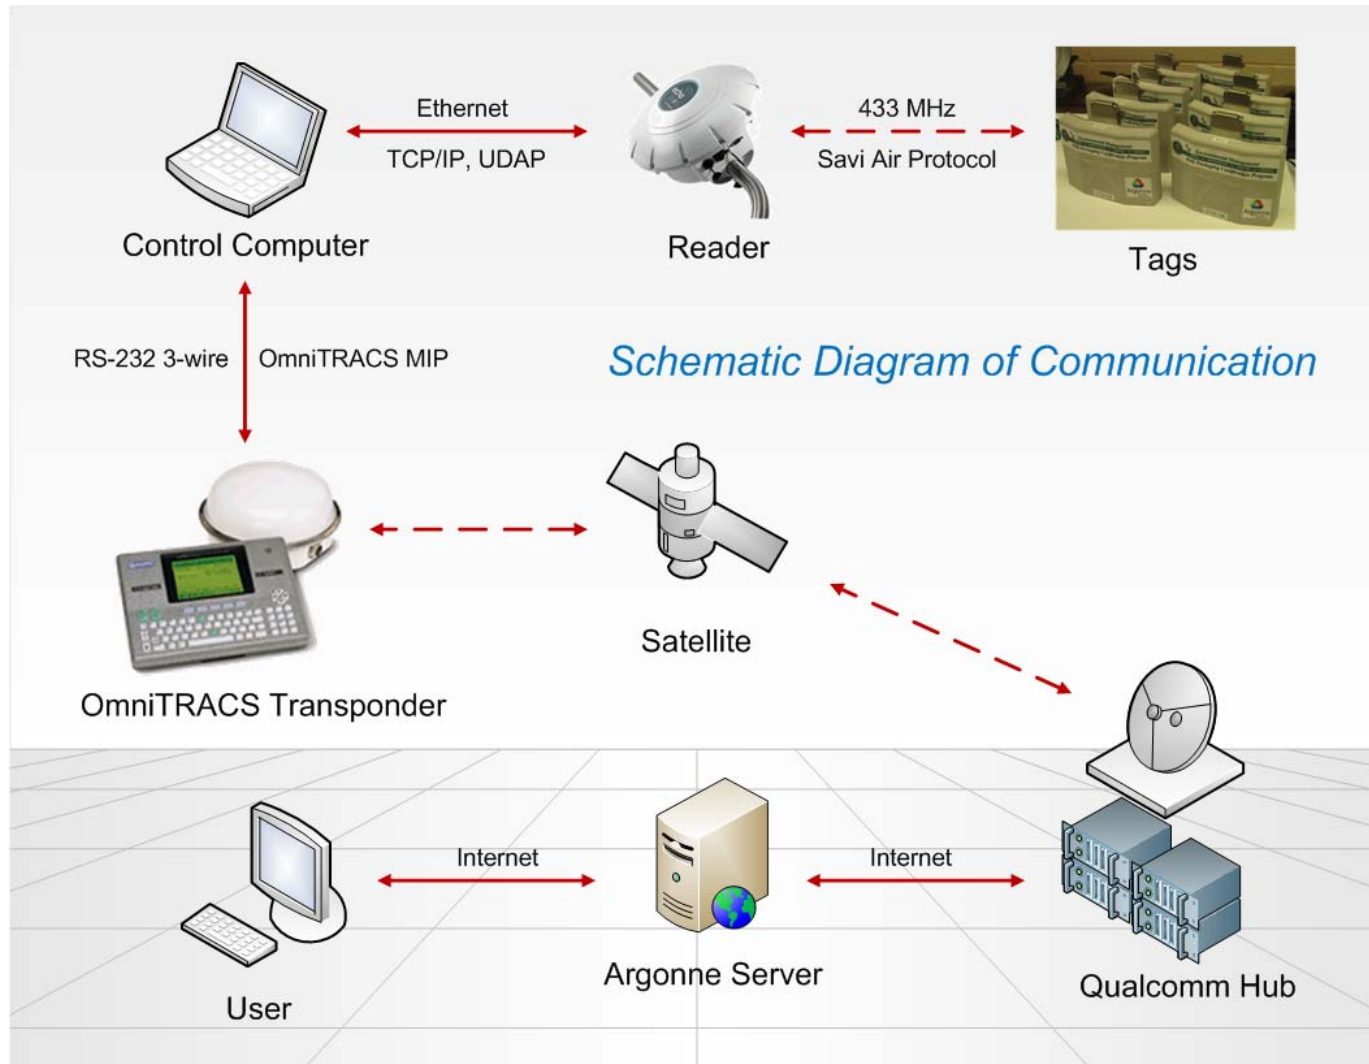 Ethernet
TCP/IP, UDAP
433 MHz
Savi Air Protocol
Control Computer
Reader
Tags
RS-232 3-wire
OmniTRACS MIP
Schematic Diagram of Communication
Satellite
OmniTRACS Transponder
Internet
Internet
User
Argonne Server
Qualcomm Hub